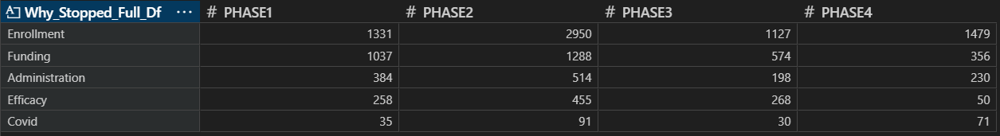 Why_Stopped_Full_Df ... # PHASE1 # PHASE2 # PHASE3 # PHASE4
Enrollment 1331 2950 1127 1479
Funding 1037 1288 574 356
Administration 384 514 198 230
Efficacy 258 455 268 50
Covid 35 91 30 71